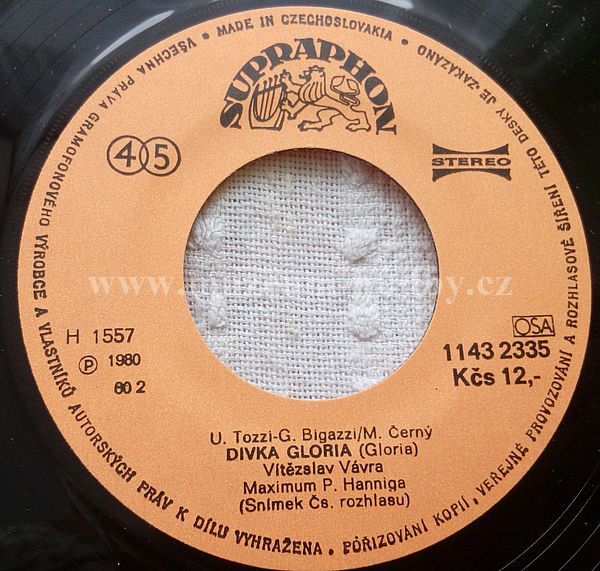 VŠECHNA PRÁVA GRAMOFONOVÉHO VÝROBCE A VLASTNÍKŮ AUTORSKÝCH PRÁV K DÍLU VYHRAŽENA • POŘIZOVÁNÍ KOPIÍ, VEŘEJNÉ PROVOZOVÁNÍ A ROZHLASOVÉ ŠÍŘENÍ TÉTO DESKY JE ZAKÁZÁNO • MADE IN CZECHOSLOVAKIA •
SUPRAPHON
45
STEREO
H 1557
Ⓟ 1980
80 2
OSA
1143 2335
Kčs 12,-
U. Tozzi-G. Bigazzi/M. Černý
DIVKA GLORIA (Gloria)
Vítězslav Vávra
Maximum P. Hanniga
(Snímek Čs. rozhlasu)